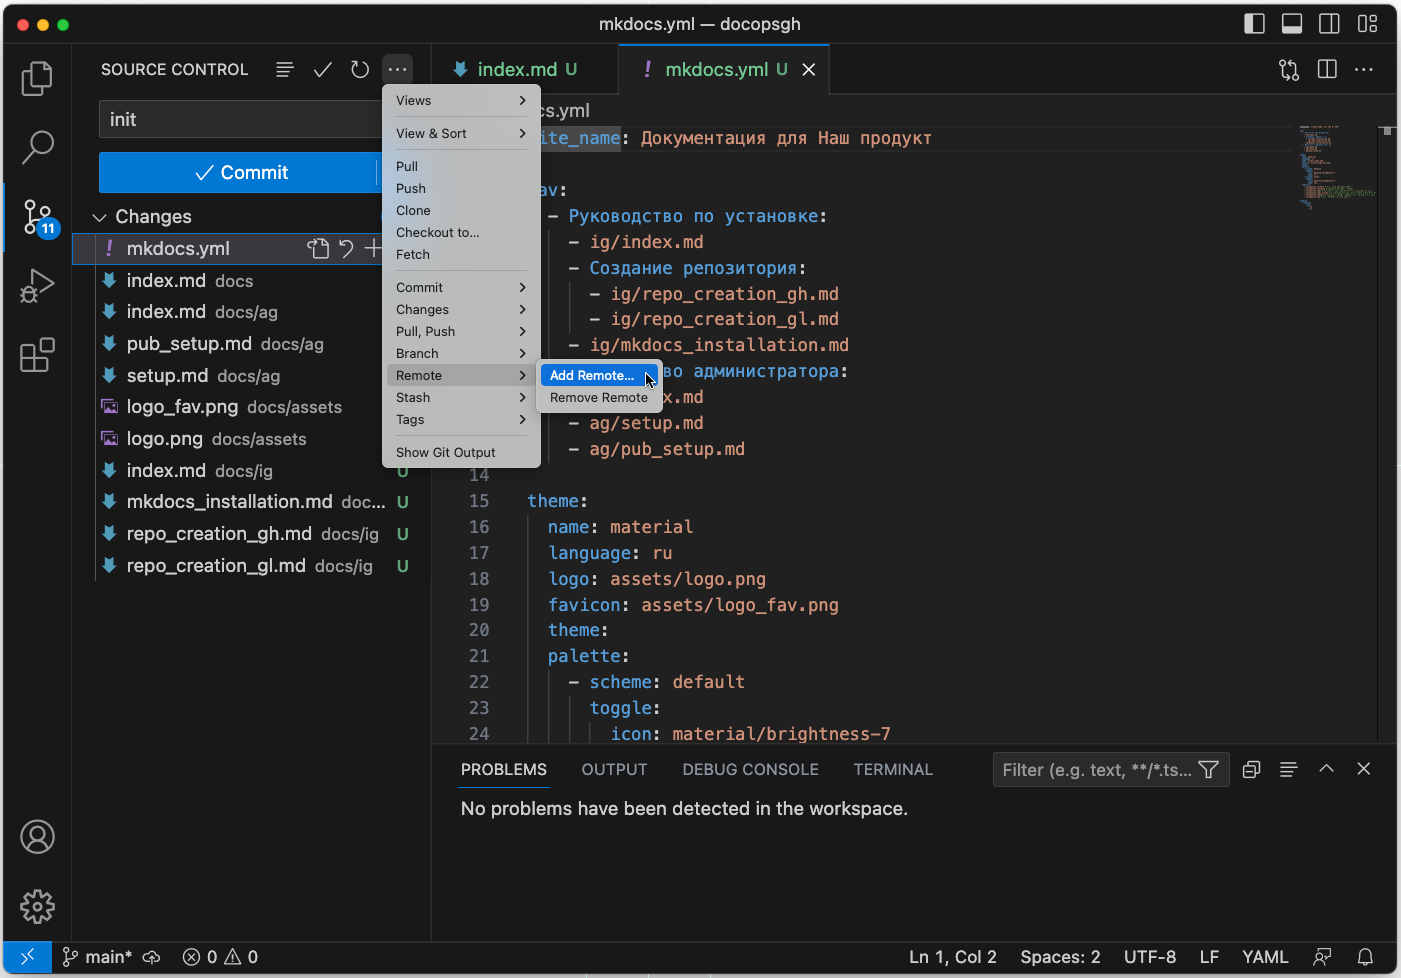 mkdocs.yml — docopsgh
SOURCE CONTROL
init
Commit
Changes
11
mkdocs.yml
index.md docs
index.md docs/ag
pub_setup.md docs/ag
setup.md docs/ag
logo_fav.png docs/assets
logo.png docs/assets
index.md docs/ig U
mkdocs_installation.md doc... U
repo_creation_gh.md docs/ig U
repo_creation_gl.md docs/ig U
Views
View & Sort
Pull
Push
Clone
Checkout to...
Fetch
Commit
Changes
Pull, Push
Branch
Remote
Stash
Tags
Show Git Output
Add Remote...
Remove Remote
index.md U
! mkdocs.yml U
cs.yml
ite_name: Документация для Наш продукт
av:
– Руководство по установке:
– ig/index.md
– Создание репозитория:
– ig/repo_creation_gh.md
– ig/repo_creation_gl.md
– ig/mkdocs_installation.md
во администратора:
x.md
– ag/setup.md
– ag/pub_setup.md
14
15 theme:
16 name: material
17 language: ru
18 logo: assets/logo.png
19 favicon: assets/logo_fav.png
20 theme:
21 palette:
22 – scheme: default
23 toggle:
24 icon: material/brightness-7
PROBLEMS OUTPUT DEBUG CONSOLE TERMINAL Filter (e.g. text, **/*.ts...
No problems have been detected in the workspace.
main* 0 0 Ln 1, Col 2 Spaces: 2 UTF-8 LF YAML